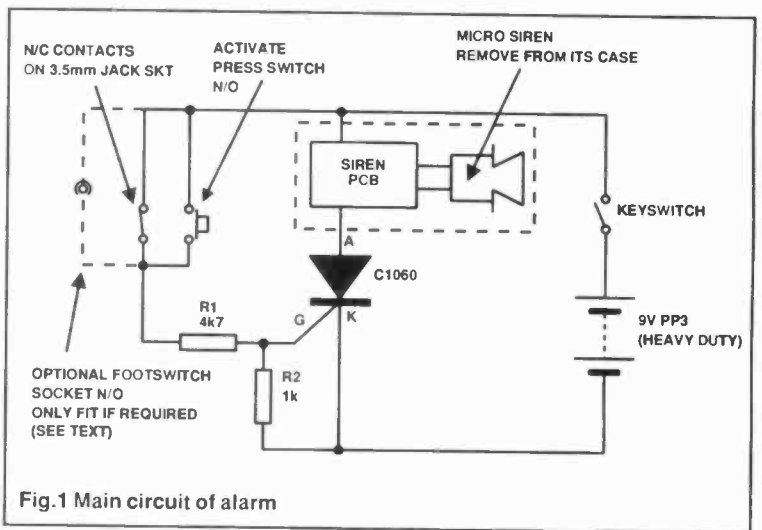 N/C CONTACTS
ON 3.5mm JACK SKT
ACTIVATE
PRESS SWITCH
N/O
MICRO SIREN
REMOVE FROM ITS CASE
SIREN
PCB
KEYSWITCH
A
C1060
G
K
R1
4k7
R2
1k
9V PP3
(HEAVY DUTY)
OPTIONAL FOOTSWITCH
SOCKET N/O
ONLY FIT IF REQUIRED
(SEE TEXT)
Fig.1 Main circuit of alarm